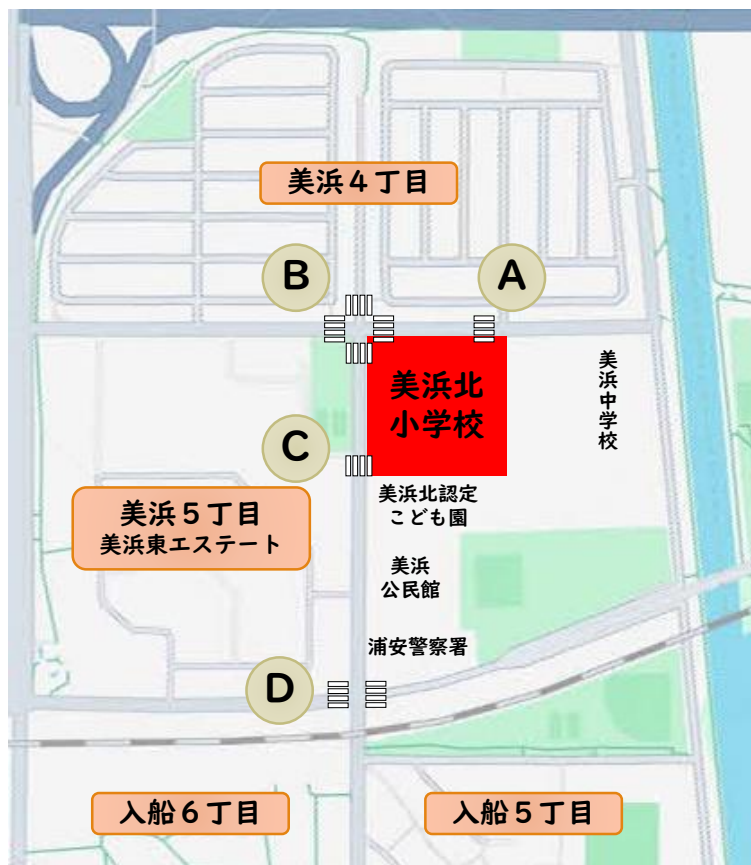 美浜４丁目
B
A
美浜北
小学校
美浜中学校
C
美浜北認定
こども園
美浜５丁目
美浜東エステート
美浜
公民館
浦安警察署
D
入船６丁目
入船５丁目